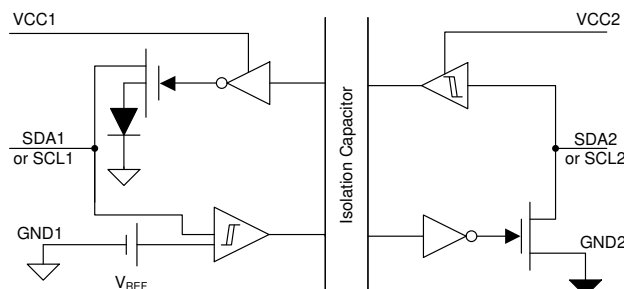 VCC1
VCC2
Isolation Capacitor
SDA1
or SCL1
SDA2
or SCL2
GND1
GND2
VREF